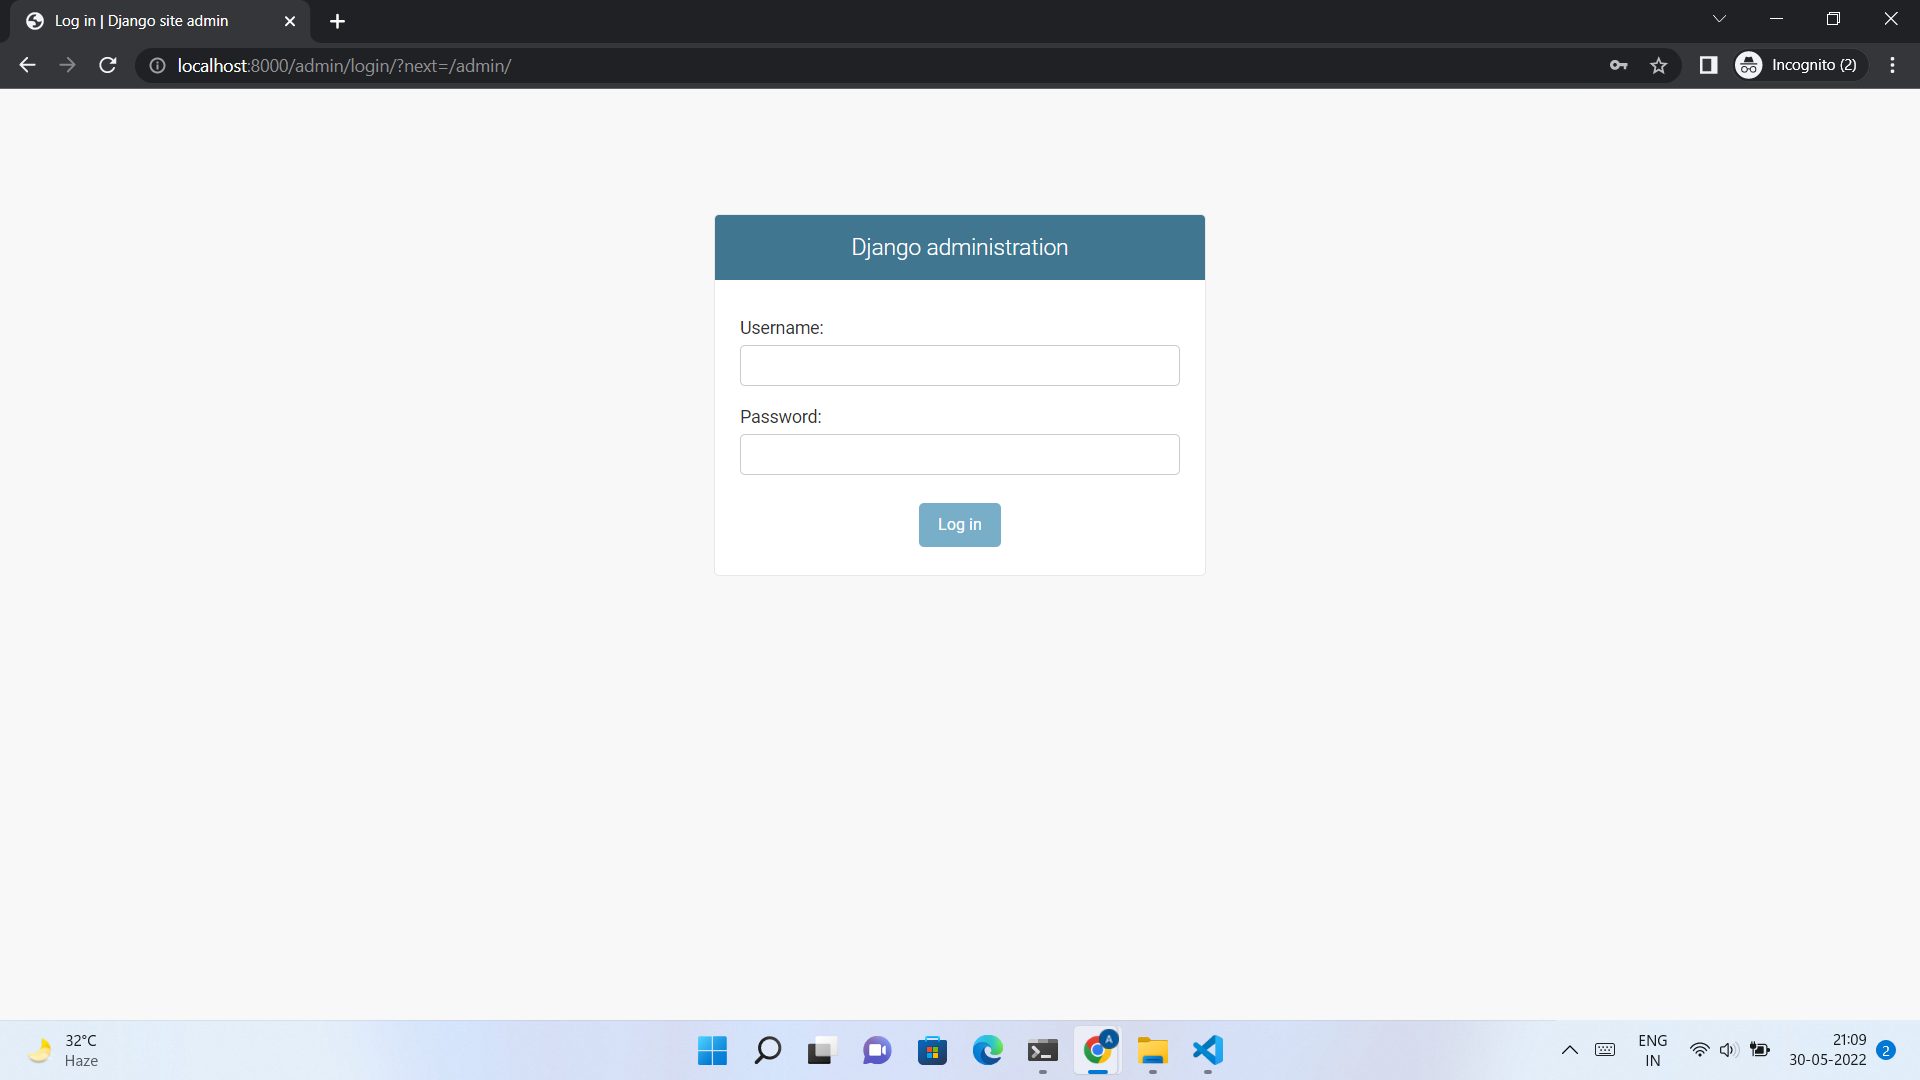 Log in | Django site admin
localhost:8000/admin/login/?next=/admin/
Incognito (2)
Django administration
Username:
Password:
Log in
32°C
Haze
A
ENG
IN
21:09
30-05-2022
2